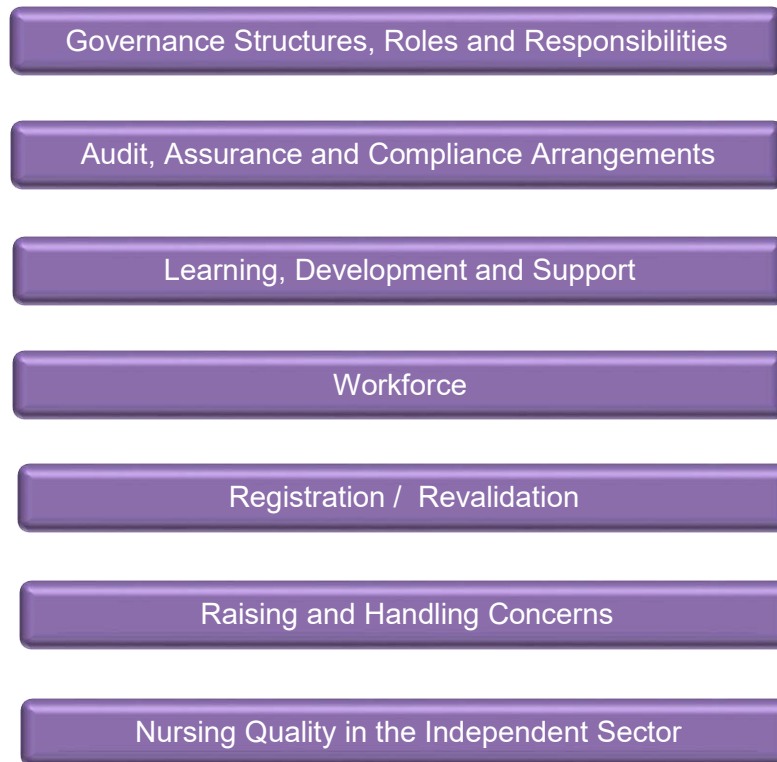 Governance Structures, Roles and Responsibilities
Audit, Assurance and Compliance Arrangements
Learning, Development and Support
Workforce
Registration /  Revalidation
Raising and Handling Concerns
Nursing Quality in the Independent Sector